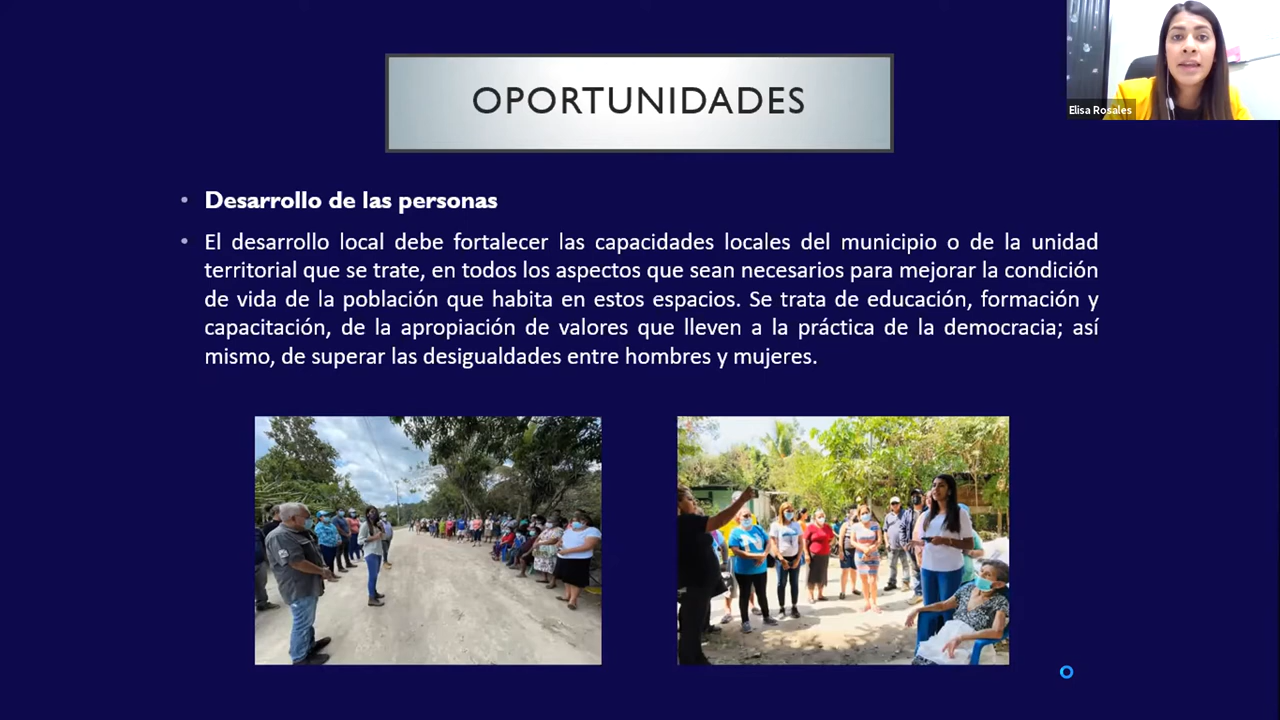 OPORTUNIDADES
Elisa Rosales
• Desarrollo de las personas
• El desarrollo local debe fortalecer las capacidades locales del municipio o de la unidad
territorial que se trate, en todos los aspectos que sean necesarios para mejorar la condición
de vida de la población que habita en estos espacios. Se trata de educación, formación y
capacitación, de la apropiación de valores que lleven a la práctica de la democracia; así
mismo, de superar las desigualdades entre hombres y mujeres.